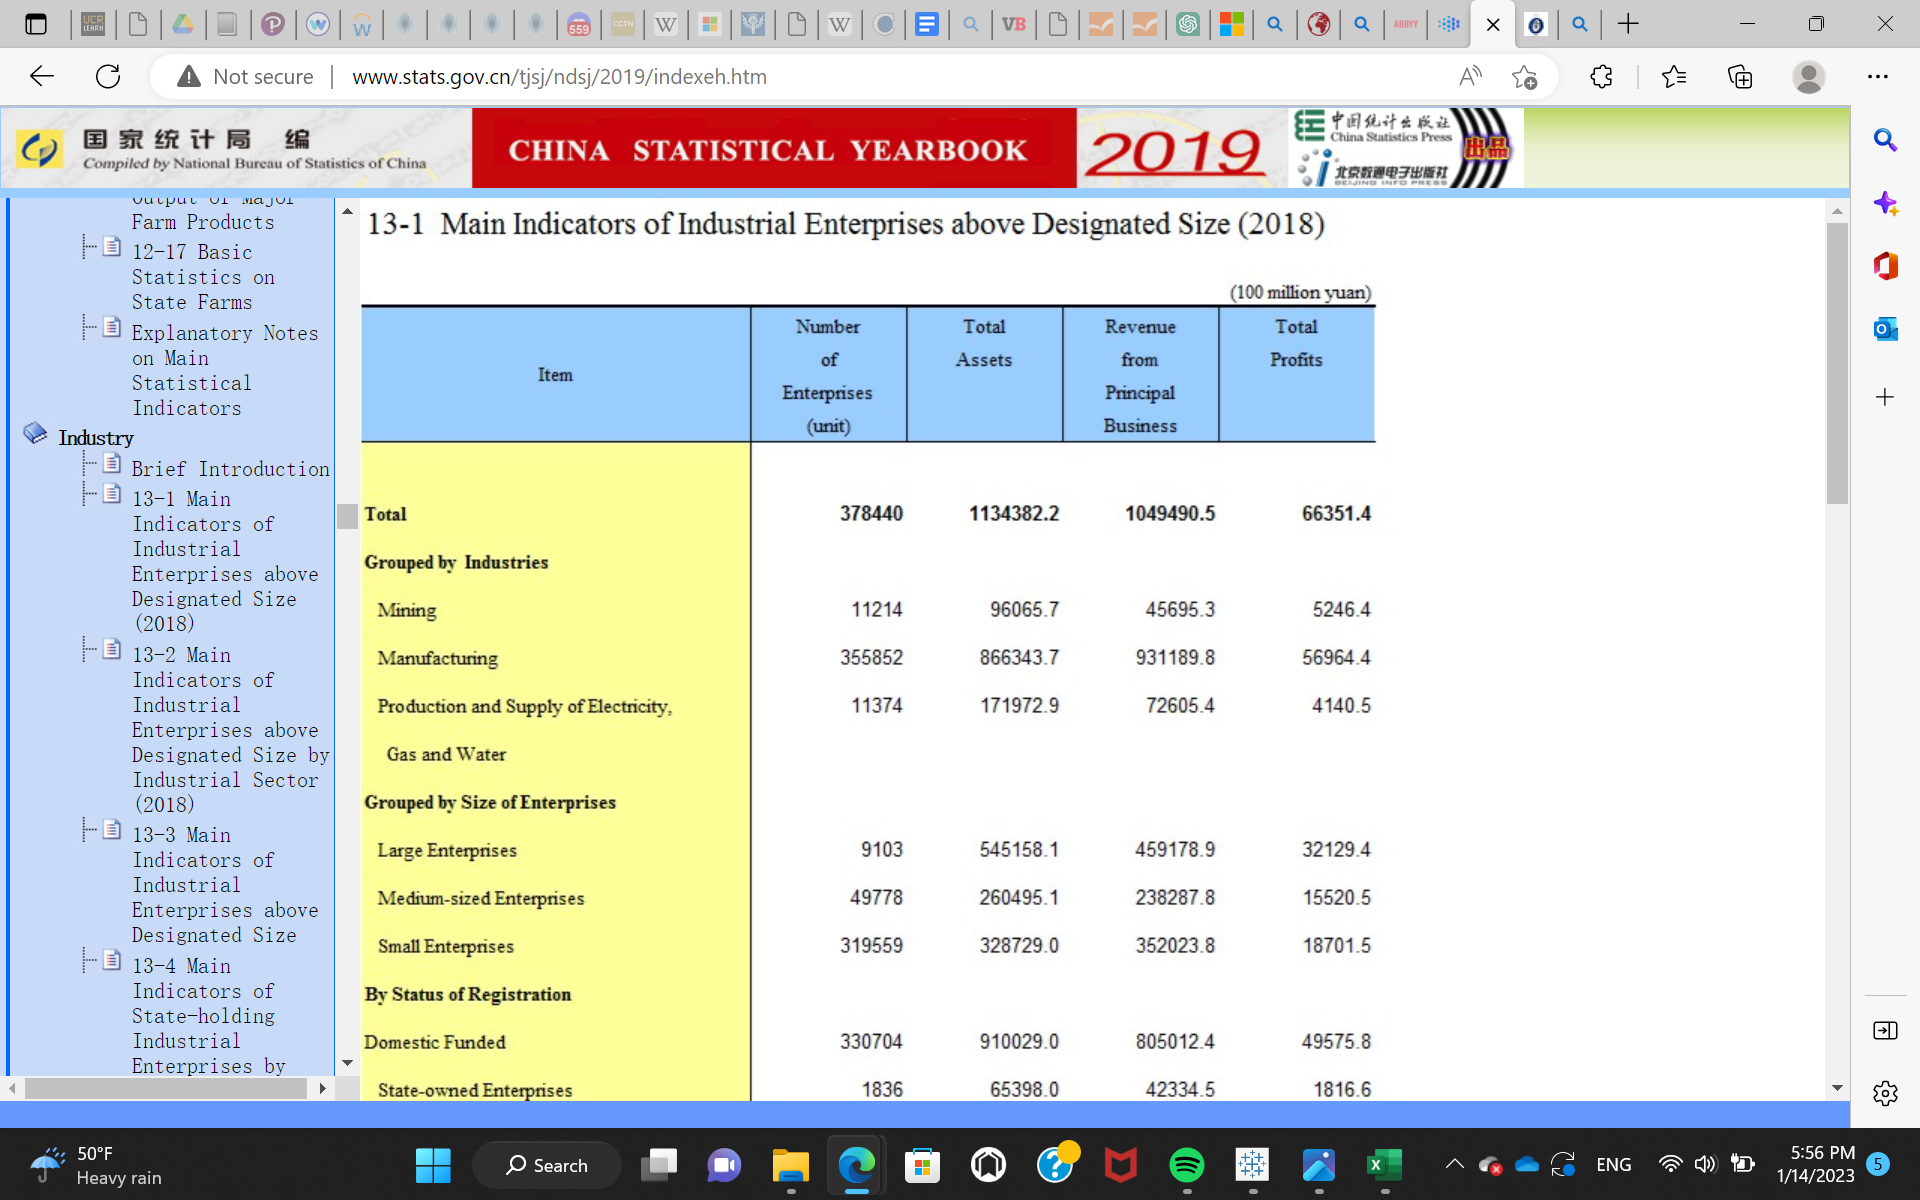 UCR
LEARN
559
CGTN
VB
ABBYY
Not secure
www.stats.gov.cn/tjsj/ndsj/2019/indexeh.htm
国家统计局 编
Compiled by National Bureau of Statistics of China
CHINA STATISTICAL YEARBOOK
2019
中国统计出版社
China Statistics Press
北京数通电子出版社
BEIJING INFO PRESS
出品
Output of Major
Farm Products
12-17 Basic
Statistics on
State Farms
Explanatory Notes
on Main
Statistical
Indicators
Industry
Brief Introduction
13-1 Main
Indicators of
Industrial
Enterprises above
Designated Size
(2018)
13-2 Main
Indicators of
Industrial
Enterprises above
Designated Size by
Industrial Sector
(2018)
13-3 Main
Indicators of
Industrial
Enterprises above
Designated Size
13-4 Main
Indicators of
State-holding
Industrial
Enterprises by
13-1 Main Indicators of Industrial Enterprises above Designated Size (2018)
(100 million yuan)
Item
Number
of
Enterprises
(unit)
Total
Assets
Revenue
from
Principal
Business
Total
Profits
Total 378440 1134382.2 1049490.5 66351.4
Grouped by Industries
Mining 11214 96065.7 45695.3 5246.4
Manufacturing 355852 866343.7 931189.8 56964.4
Production and Supply of Electricity, 11374 171972.9 72605.4 4140.5
Gas and Water
Grouped by Size of Enterprises
Large Enterprises 9103 545158.1 459178.9 32129.4
Medium-sized Enterprises 49778 260495.1 238287.8 15520.5
Small Enterprises 319559 328729.0 352023.8 18701.5
By Status of Registration
Domestic Funded 330704 910029.0 805012.4 49575.8
State-owned Enterprises 1836 65398.0 42334.5 1816.6
50°F
Heavy rain
Search
ENG
5:56 PM
1/14/2023
5